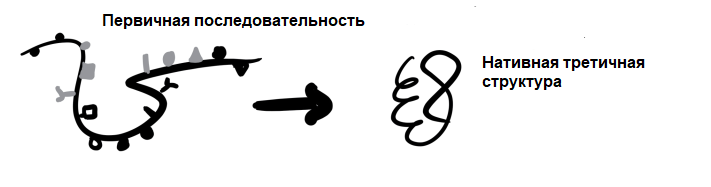 Первичная последовательность
Нативная третичная
структура